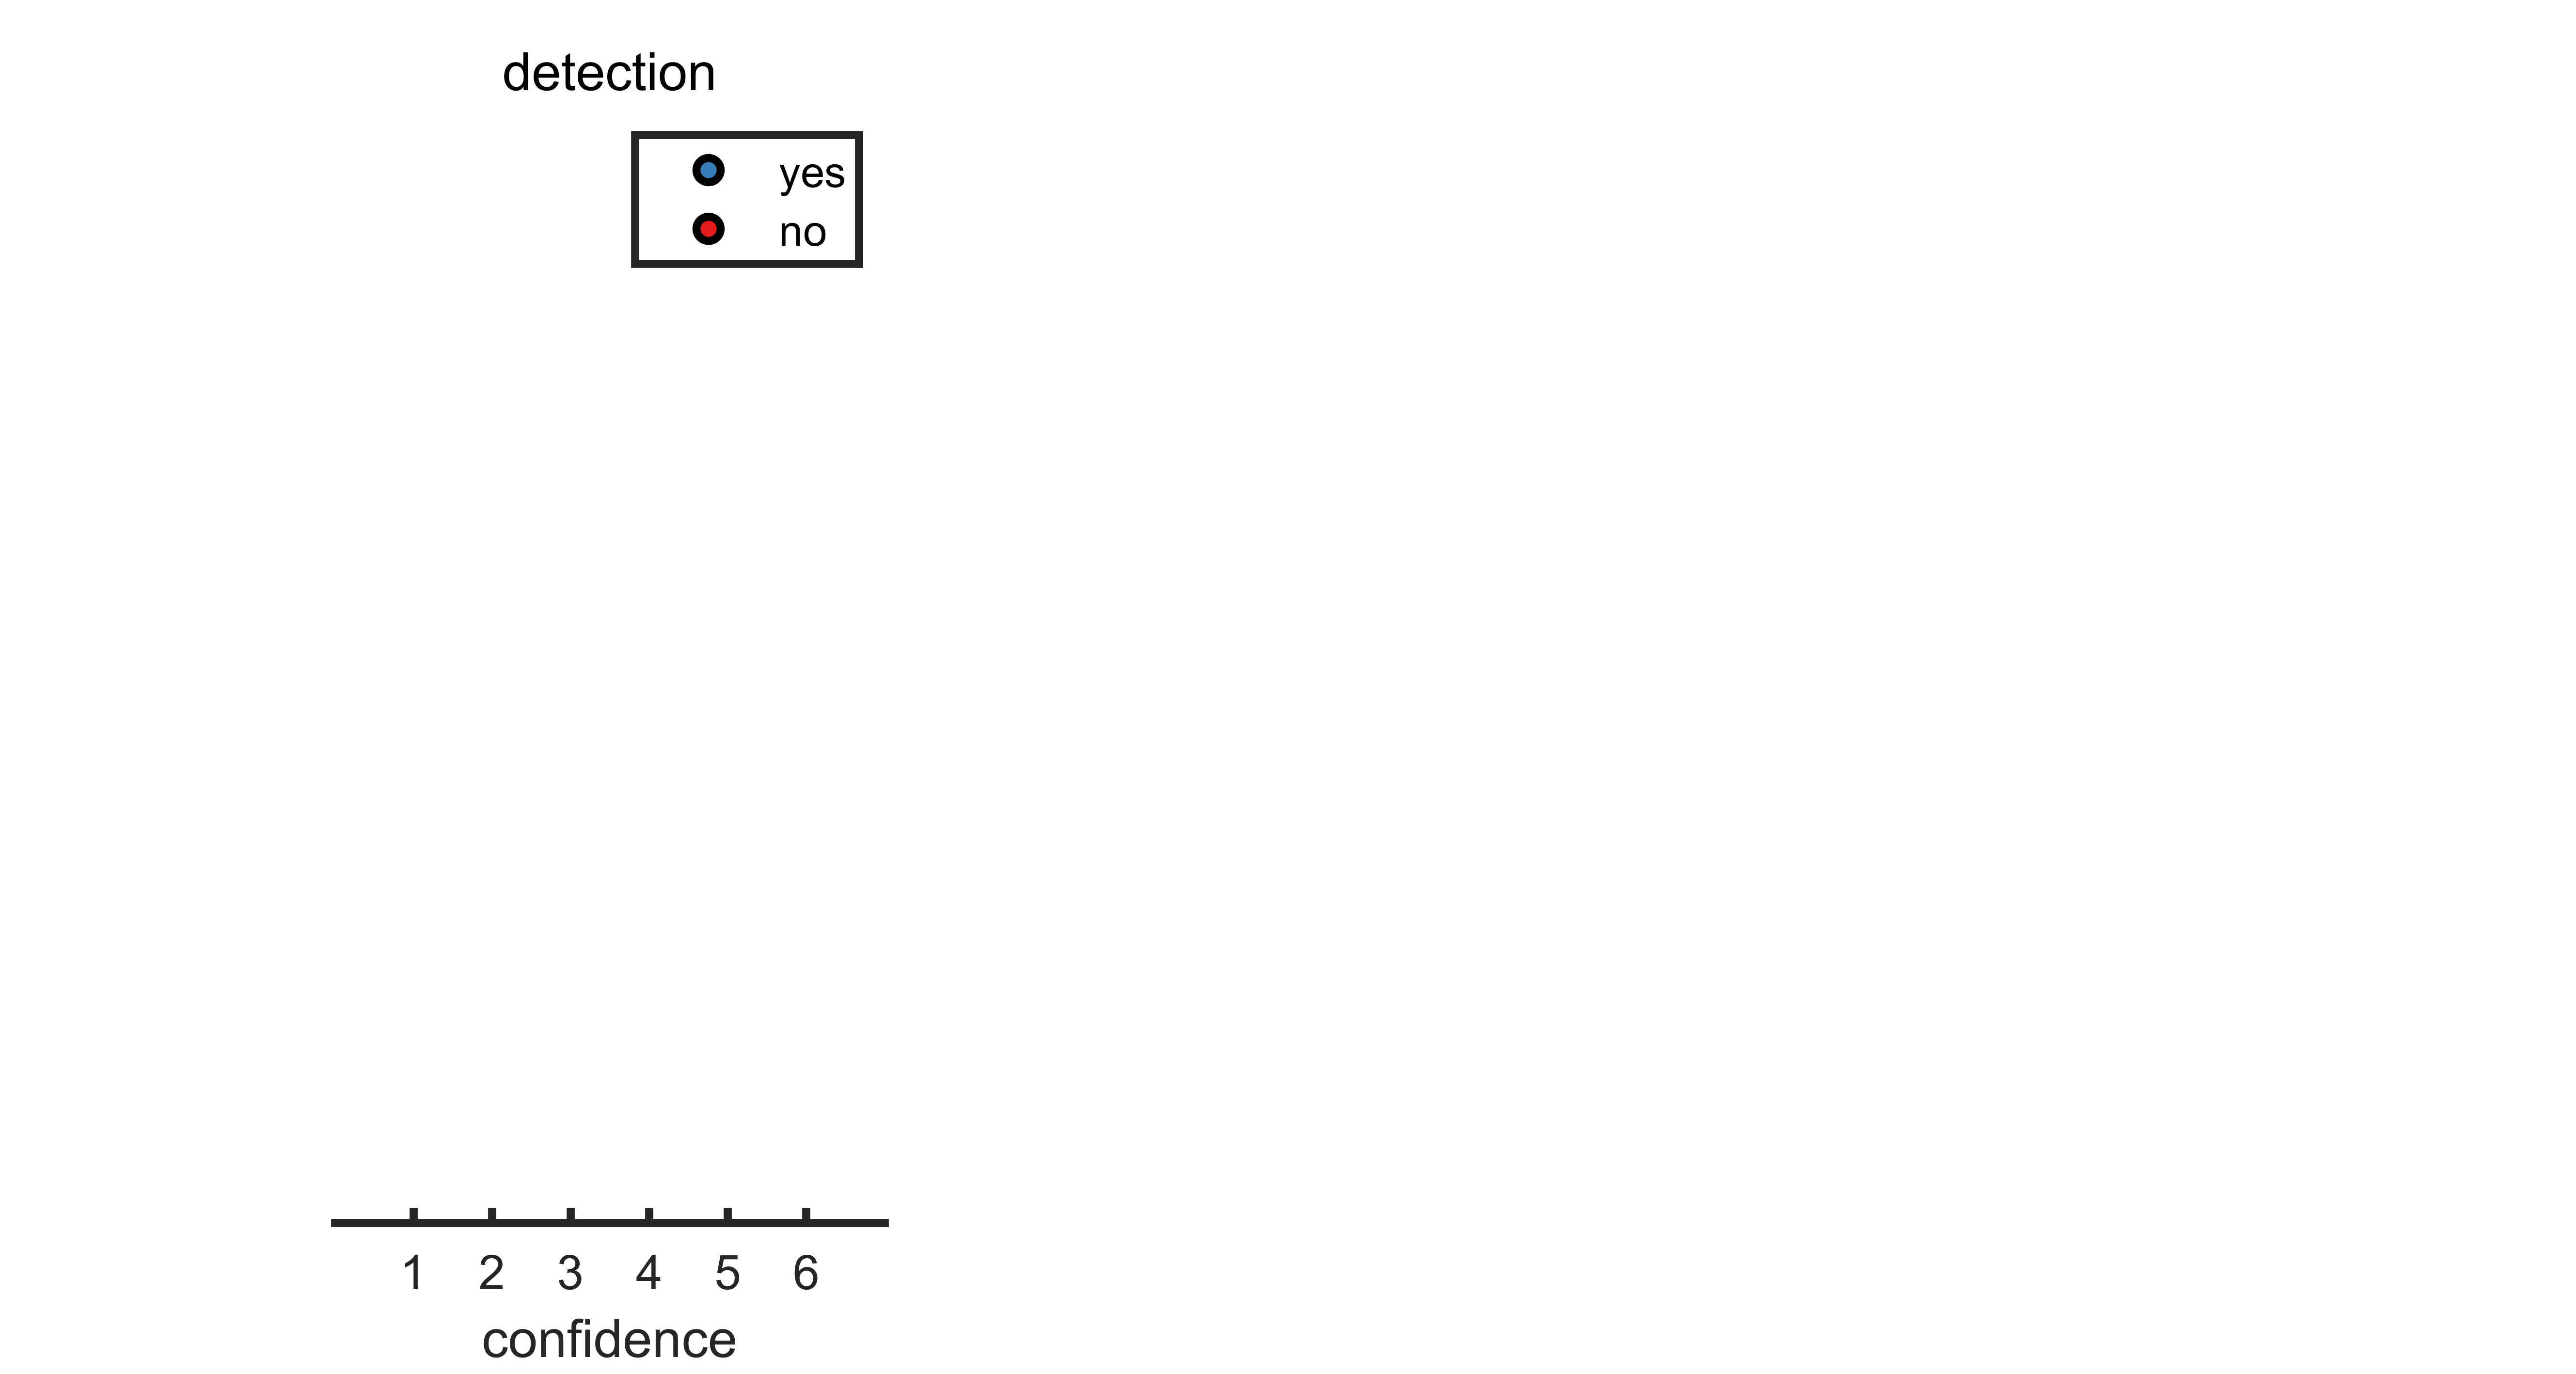 detection
yes
no
1 2 3 4 5 6
confidence